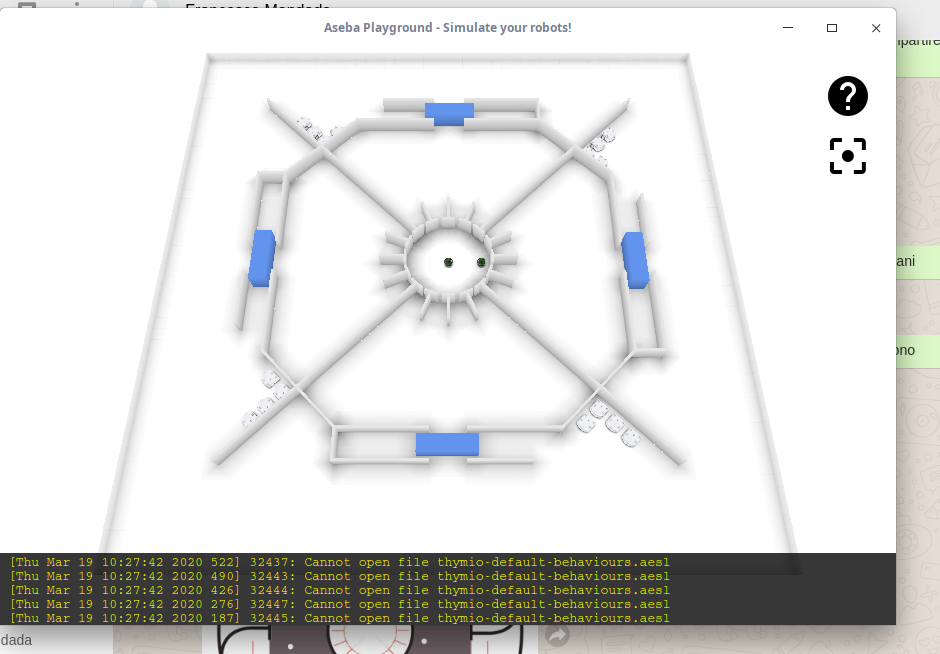 Aseba Playground - Simulate your robots!
?
ani
ono
[Thu Mar 19 10:27:42 2020 522] 32437: Cannot open file thymio-default-behaviours.aesl
[Thu Mar 19 10:27:42 2020 490] 32443: Cannot open file thymio-default-behaviours.aesl
[Thu Mar 19 10:27:42 2020 426] 32444: Cannot open file thymio-default-behaviours.aesl
[Thu Mar 19 10:27:42 2020 276] 32447: Cannot open file thymio-default-behaviours.aesl
[Thu Mar 19 10:27:42 2020 187] 32445: Cannot open file thymio-default-behaviours.aesl
dada